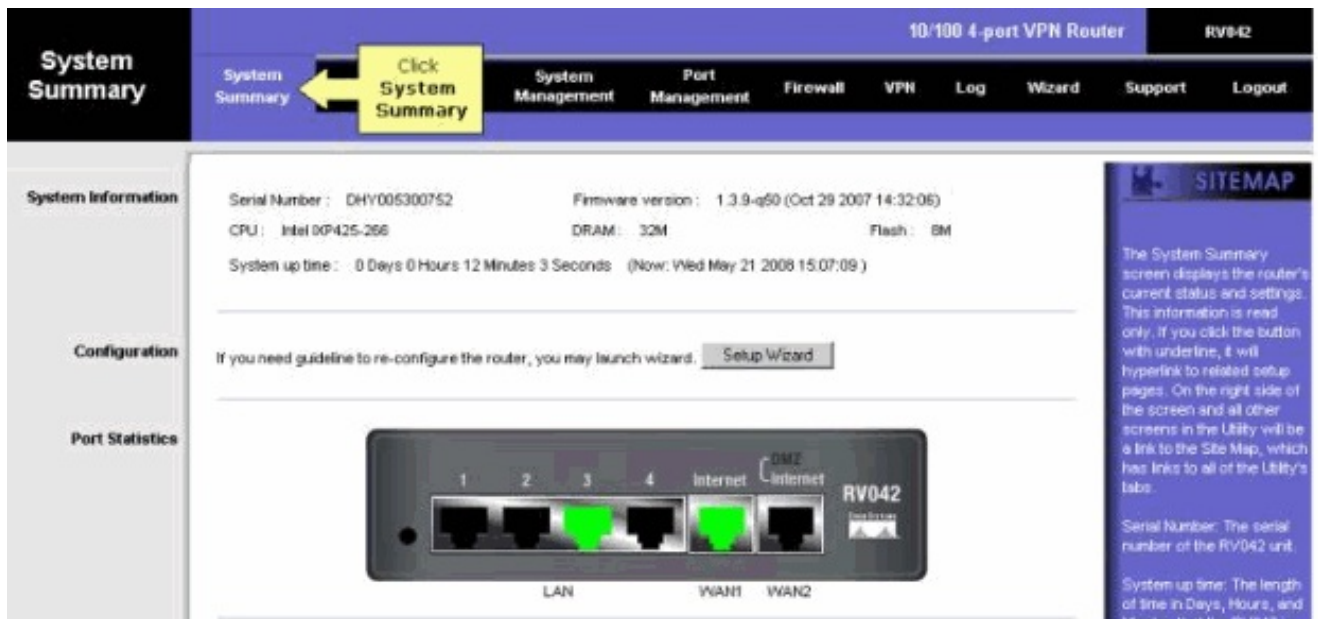 10/100 4-port VPN Router
RV042
System
Summary
System
Summary
Click
System
Summary
System
Management
Port
Management
Firewall
VPN
Log
Wizard
Support
Logout
System Information
Serial Number : DHY005300752
Firmware version : 1.3.9-q50 (Oct 29 2007 14:32:06)
CPU : Intel IXP425-266
DRAM : 32M
Flash : 8M
System up time : 0 Days 0 Hours 12 Minutes 3 Seconds (Now: Wed May 21 2008 15:07:09 )
Configuration
If you need guideline to re-configure the router, you may launch wizard.
Setup Wizard
Port Statistics
1
2
3
4
Internet
DMZ
Internet
RV042
LAN
WAN1
WAN2
SITEMAP
The System Summary
screen displays the router's
current status and settings.
This information is read
only. If you click the button
with underline, it will
hyperlink to related setup
pages. On the right side of
the screen and all other
screens in the Utility will be
a link to the Site Map, which
has links to all of the Utility's
tabs.
Serial Number: The serial
number of the RV042 unit.
System up time: The length
of time in Days, Hours, and